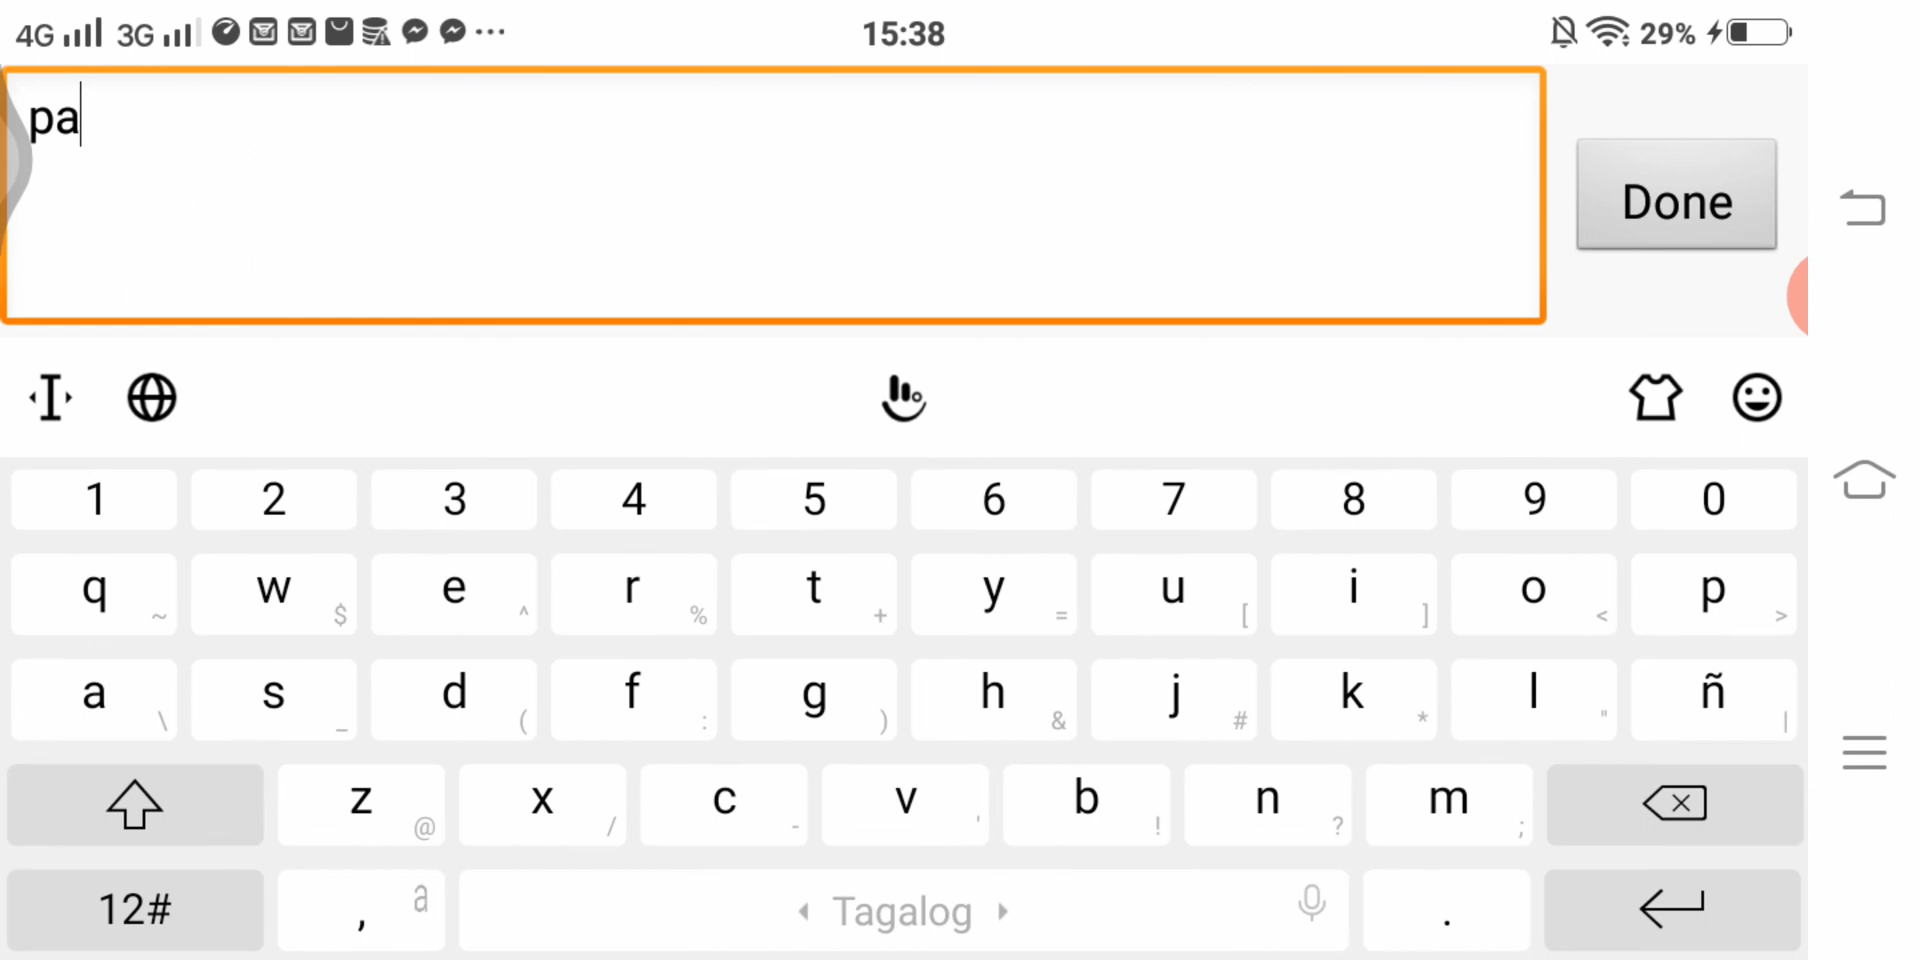 4G 3G 15:38 29%
pa
Done
1 2 3 4 5 6 7 8 9 0
q ~ w $ e ^ r % t + y = u [ i ] o < p >
a \ s _ d ( f : g ) h & j # k * l " ñ |
z @ x / c - v ' b ! n ? m ;
12# , â Tagalog .